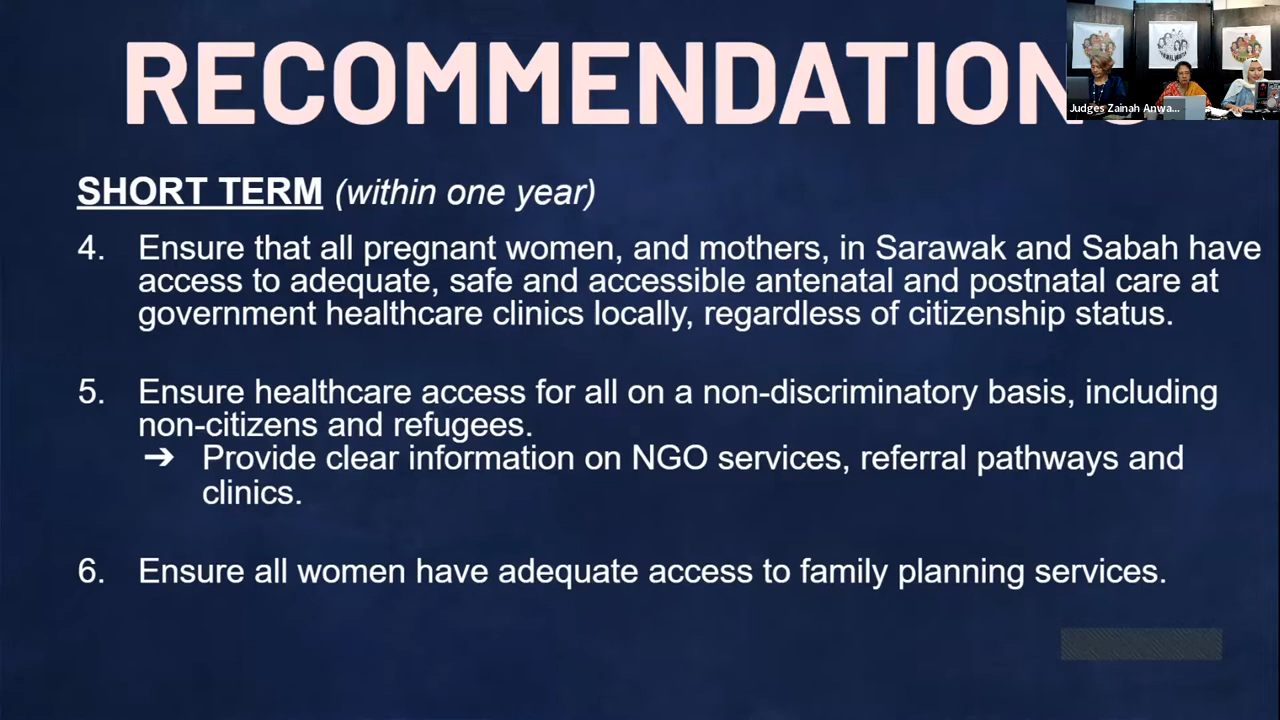 RECOMMENDATION
Judges Zainah Anwa...
SHORT TERM (within one year)
4. Ensure that all pregnant women, and mothers, in Sarawak and Sabah have
access to adequate, safe and accessible antenatal and postnatal care at
government healthcare clinics locally, regardless of citizenship status.
5. Ensure healthcare access for all on a non-discriminatory basis, including
non-citizens and refugees.
➔ Provide clear information on NGO services, referral pathways and
clinics.
6. Ensure all women have adequate access to family planning services.